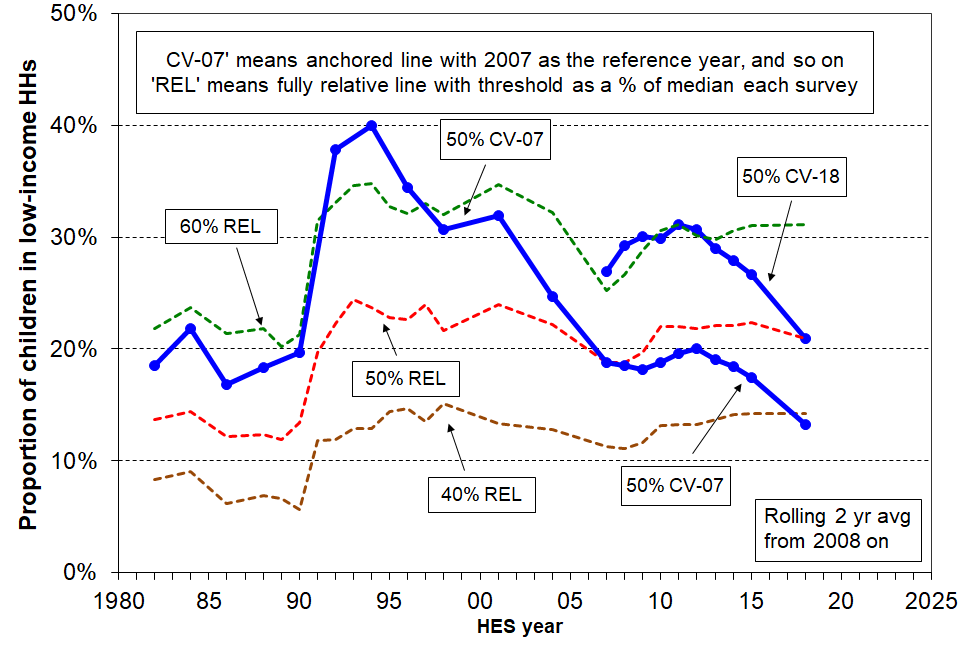 50%
CV-07' means anchored line with 2007 as the reference year, and so on
'REL' means fully relative line with threshold as a % of median each survey
40%
50% CV-07
50% CV-18
60% REL
30%
20%
50% REL
10%
40% REL
50% CV-07
Rolling 2 yr avg
from 2008 on
0%
1980 85 90 95 00 05 10 15 20 2025
HES year
Proportion of children in low-income HHs